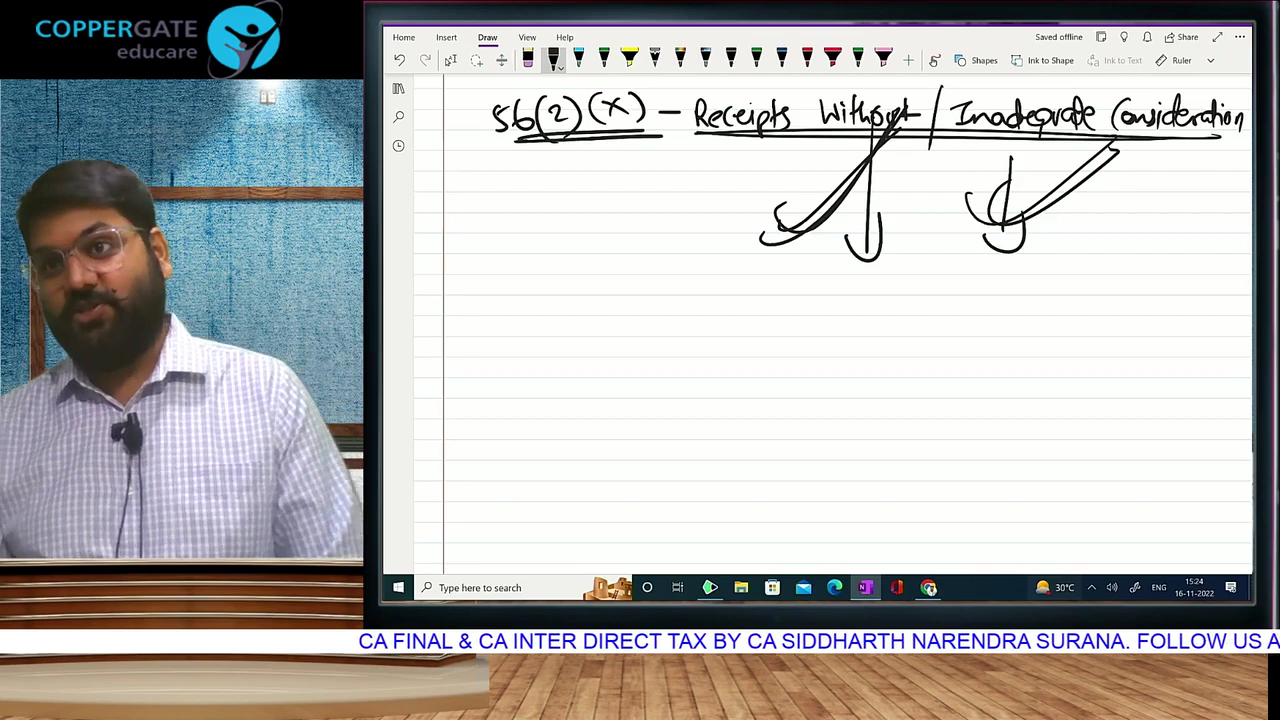 COPPERGATE
educare
Home Insert Draw View Help
Saved offline
Share
Shapes
Ink to Shape
Ink to Text
Ruler
56(2)(x) - Receipts Without / Inadequate Consideration
Type here to search
30°C
ENG
15:24
16-11-2022
CA FINAL & CA INTER DIRECT TAX BY CA SIDDHARTH NARENDRA SURANA. FOLLOW US A